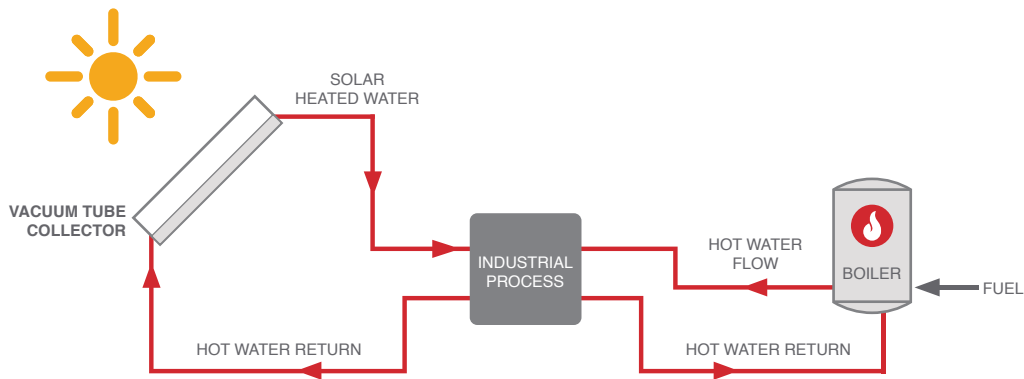 SOLAR
HEATED WATER
VACUUM TUBE
COLLECTOR
INDUSTRIAL
PROCESS
HOT WATER
FLOW
BOILER
FUEL
HOT WATER RETURN
HOT WATER RETURN